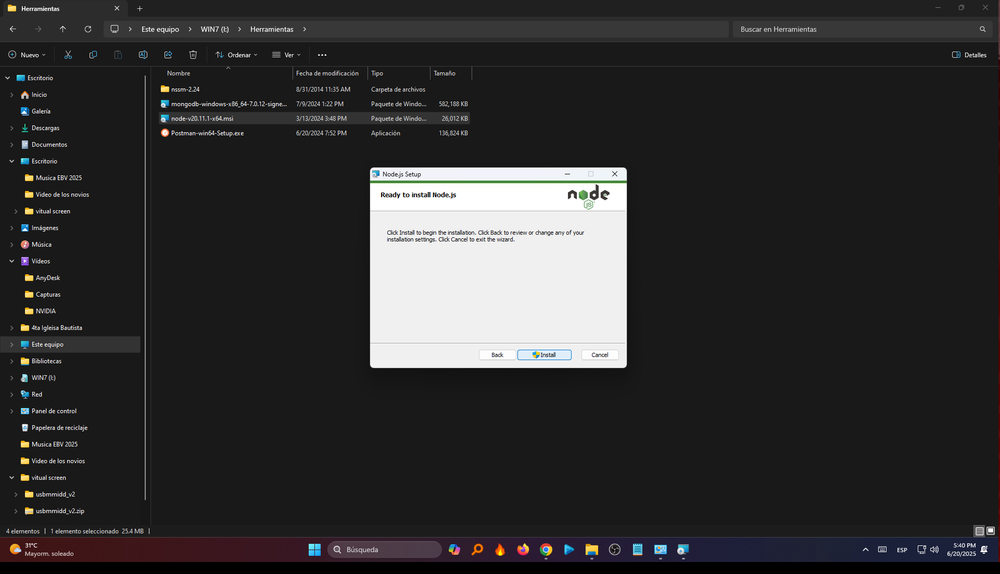 Herramientas
Este equipo
WIN7 (I:)
Herramientas
Buscar en Herramientas
Nuevo
Ordenar
Ver
Detalles
Escritorio
Inicio
Galería
Descargas
Documentos
Escritorio
Musica EBV 2025
Video de los novios
vitual screen
Imágenes
Música
Vídeos
AnyDesk
Capturas
NVIDIA
4ta Igleisa Bautista
Este equipo
Bibliotecas
WIN7 (I:)
Red
Panel de control
Papelera de reciclaje
Musica EBV 2025
Video de los novios
vitual screen
usbmmidd_v2
usbmmidd_v2.zip
Nombre Fecha de modificación Tipo Tamaño
nssm-2.24 8/31/2014 11:35 AM Carpeta de archivos
mongodb-windows-x86_64-7.0.12-signe... 7/9/2024 1:22 PM Paquete de Windo... 582,188 KB
node-v20.11.1-x64.msi 3/13/2024 3:48 PM Paquete de Windo... 26,012 KB
Postman-win64-Setup.exe 6/20/2024 7:52 PM Aplicación 136,824 KB
Node.js Setup
Ready to install Node.js
node
JS
Click Install to begin the installation. Click Back to review or change any of your
installation settings. Click Cancel to exit the wizard.
Back
Install
Cancel
4 elementos
1 elemento seleccionado 25.4 MB
31°C
Mayorm. soleado
Búsqueda
ESP
5:40 PM
6/20/2025